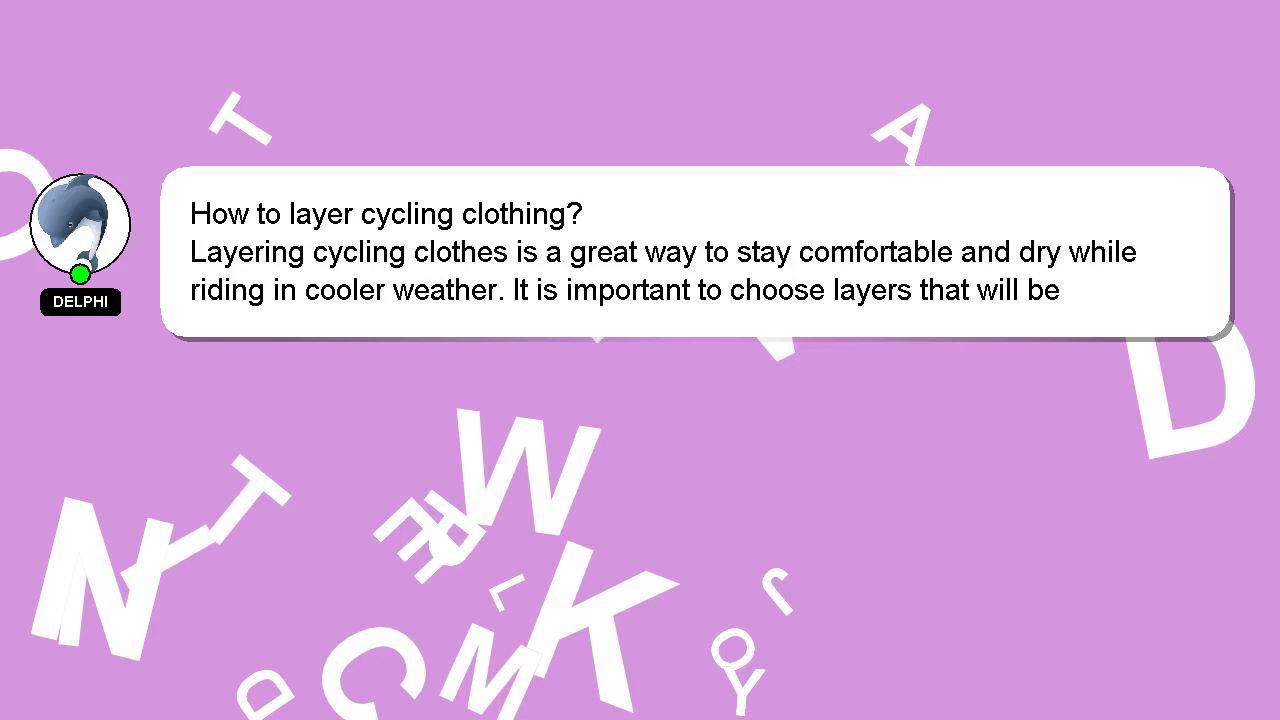 How to layer cycling clothing?
Layering cycling clothes is a great way to stay comfortable and dry while
riding in cooler weather. It is important to choose layers that will be
DELPHI
T
A
D
W
T
N
E
R
L
K
J
O
Y
M
C
D